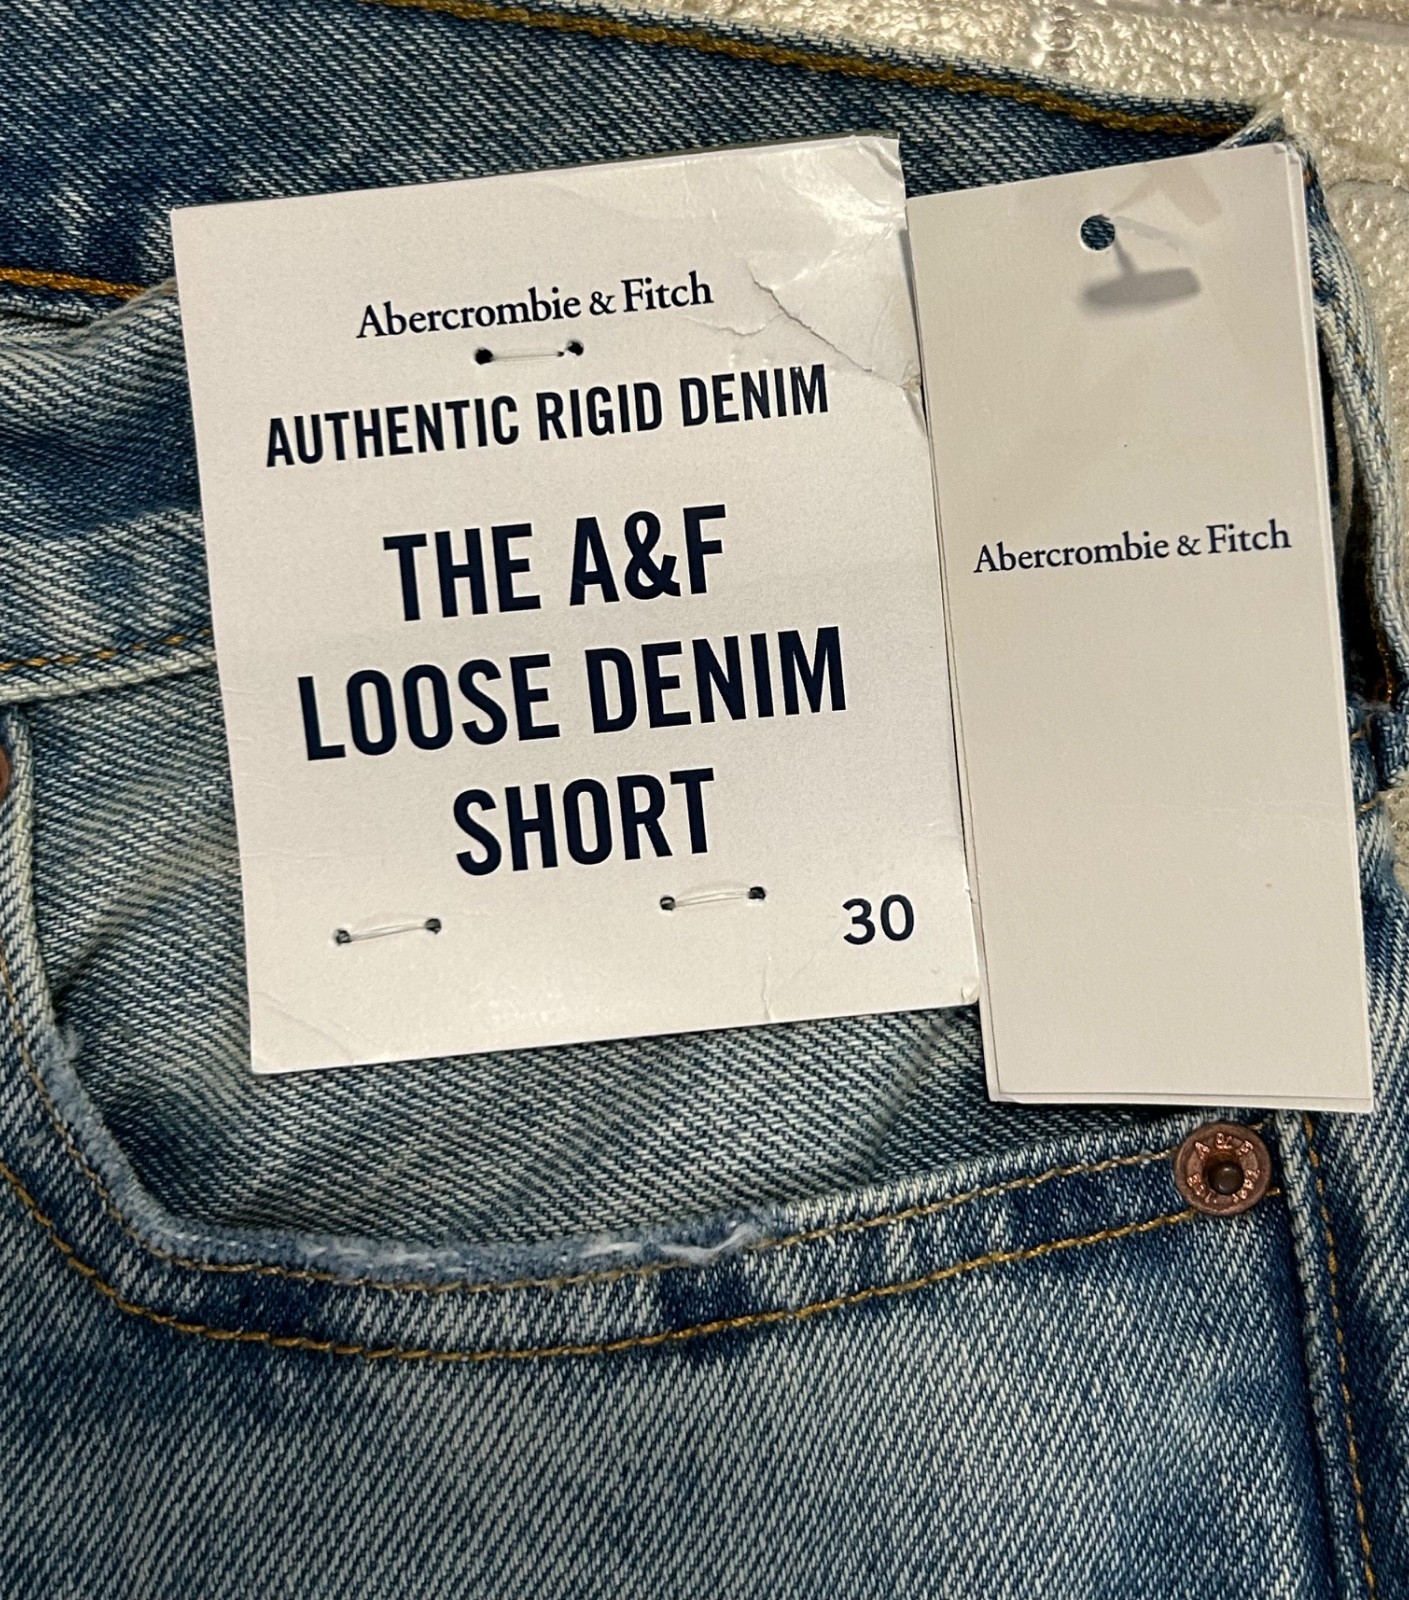 Abercrombie & Fitch
AUTHENTIC RIGID DENIM
THE A&F
LOOSE DENIM
SHORT
30
Abercrombie & Fitch